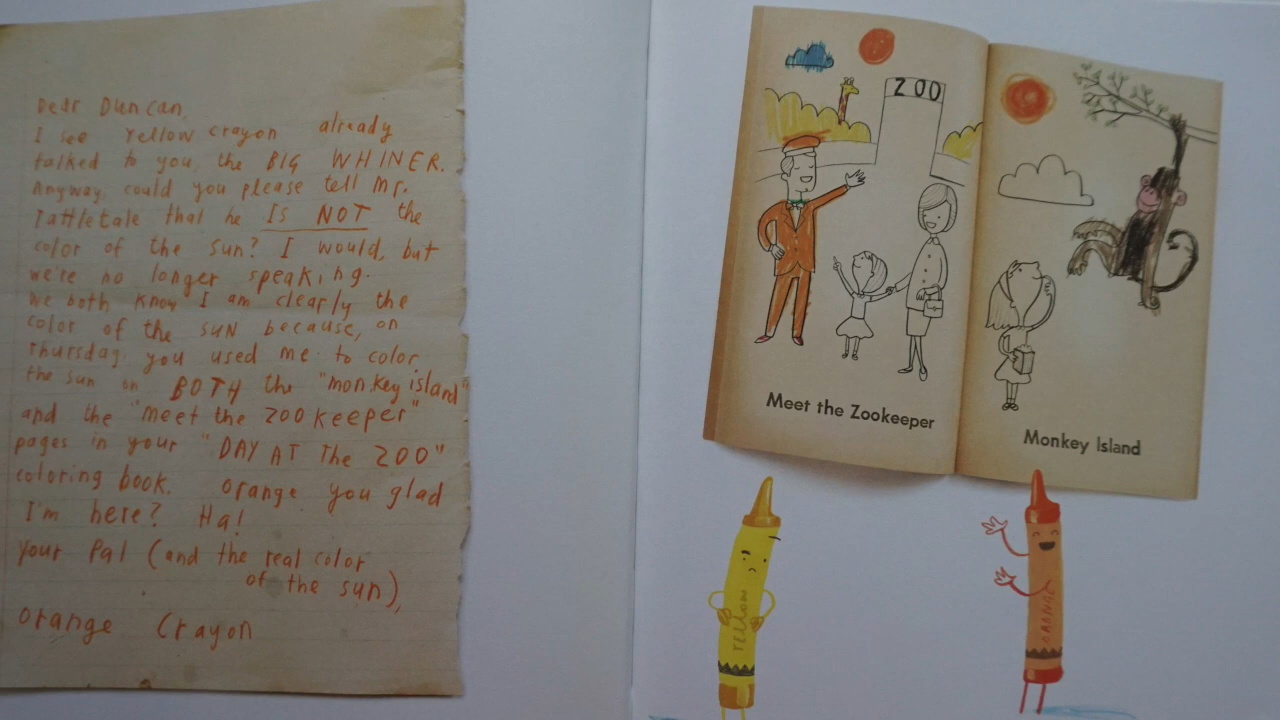 Dear Duncan,
I see Yellow Crayon already
talked to you, the BIG WHINER.
Anyway, could you please tell Mr.
Tattletale that he IS NOT the
color of the sun? I would, but
we're no longer speaking.
We both know I am clearly the
color of the sun because, on
Thursday, you used me to color
the sun on BOTH the "monkey island"
and the "meet the zookeeper"
pages in your "DAY AT The ZOO"
coloring book. Orange you glad
I'm here? Ha!
Your Pal (and the real color
of the sun),
Orange Crayon
ZOO
Meet the Zookeeper
Monkey Island
YELLOW
ORANGE